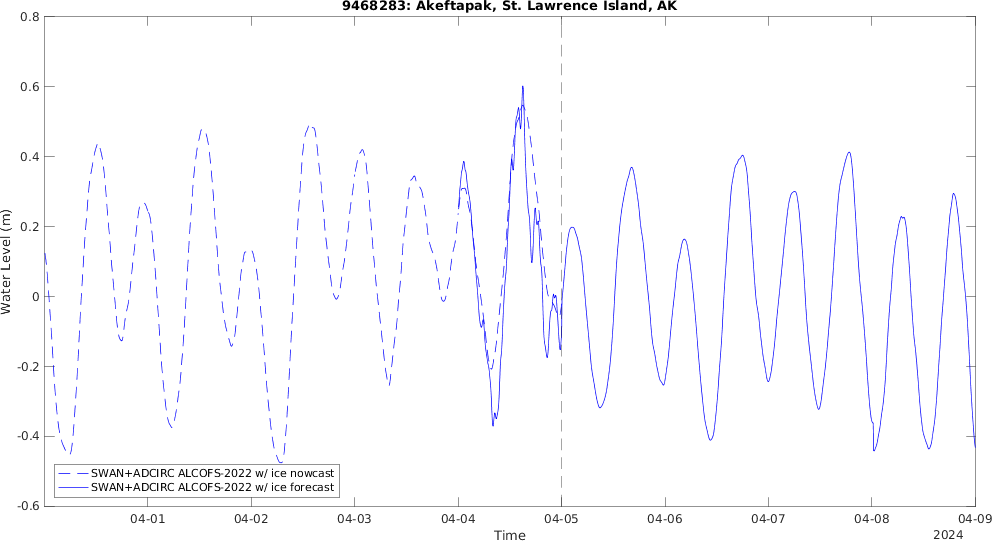 9468283: Akeftapak, St. Lawrence Island, AK
0.8
0.6
0.4
0.2
0
-0.2
-0.4
-0.6
Water Level (m)
SWAN+ADCIRC ALCOFS-2022 w/ ice nowcast
SWAN+ADCIRC ALCOFS-2022 w/ ice forecast
04-01 04-02 04-03 04-04 04-05 04-06 04-07 04-08 04-09
Time
2024